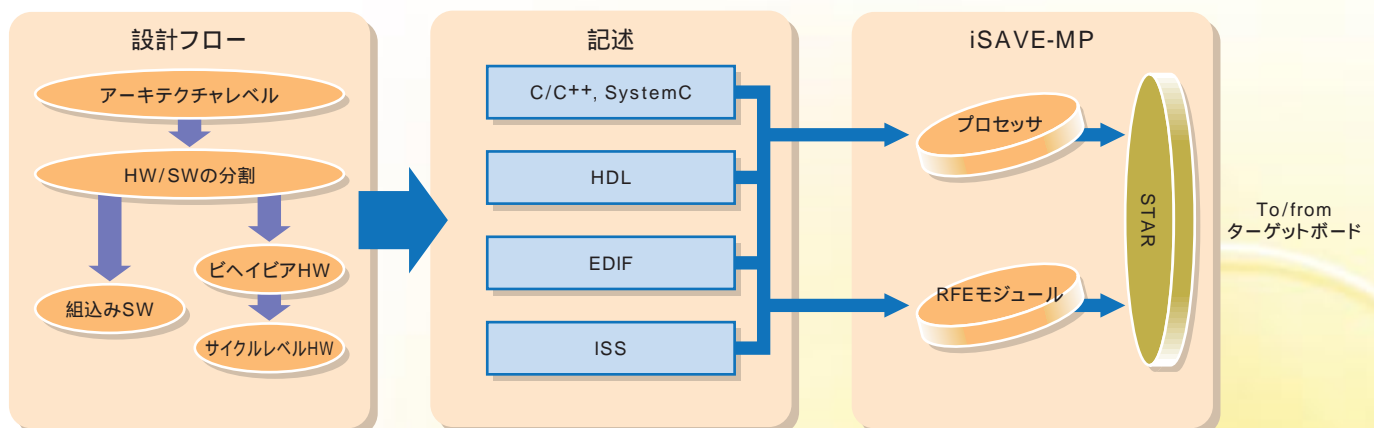 設計フロー
アーキテクチャレベル
HW/SWの分割
ビヘイビアHW
組込みSW
サイクルレベルHW
記述
C/C++, SystemC
HDL
EDIF
ISS
iSAVE-MP
プロセッサ
RFEモジュール
STAR
To/from
ターゲットボード